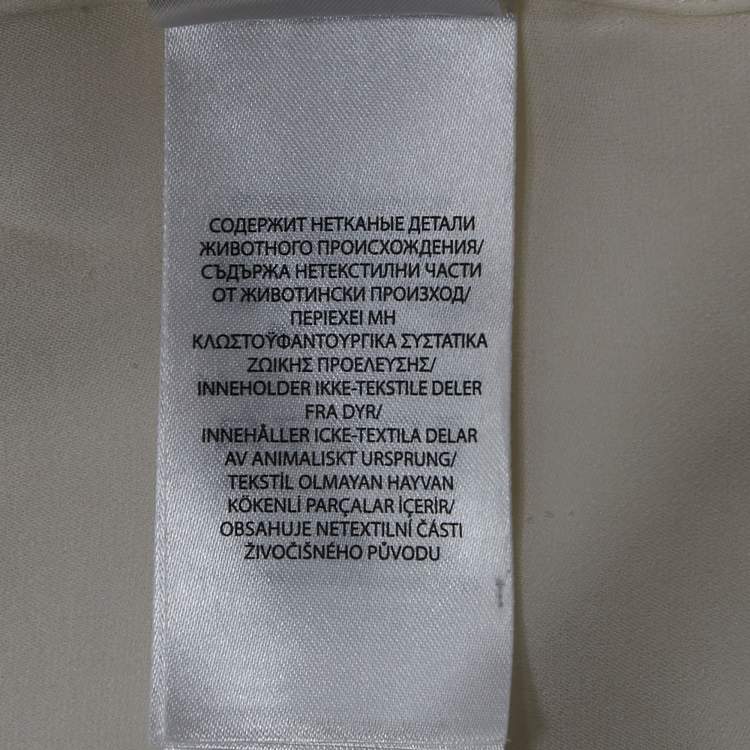 СОДЕРЖИТ НЕТКАНЫЕ ДЕТАЛИ
ЖИВОТНОГО ПРОИСХОЖДЕНИЯ/
СЪДЪРЖА НЕТЕКСТИЛНИ ЧАСТИ
ОТ ЖИВОТИНСКИ ПРОИЗХОД/
ΠΕΡΙΕΧΕΙ ΜΗ
ΚΛΩΣΤΟΫΦΑΝΤΟΥΡΓΙΚΑ ΣΥΣΤΑΤΙΚΑ
ΖΩΙΚΗΣ ΠΡΟΕΛΕΥΣΗΣ/
INNEHOLDER IKKE-TEKSTILE DELER
FRA DYR/
INNEHÅLLER ICKE-TEXTILA DELAR
AV ANIMALISKT URSPRUNG/
TEKSTİL OLMAYAN HAYVAN
KÖKENLİ PARÇALAR İÇERİR/
OBSAHUJE NETEXTILNÍ ČÁSTI
ŽIVOČIŠNÉHO PŮVODU